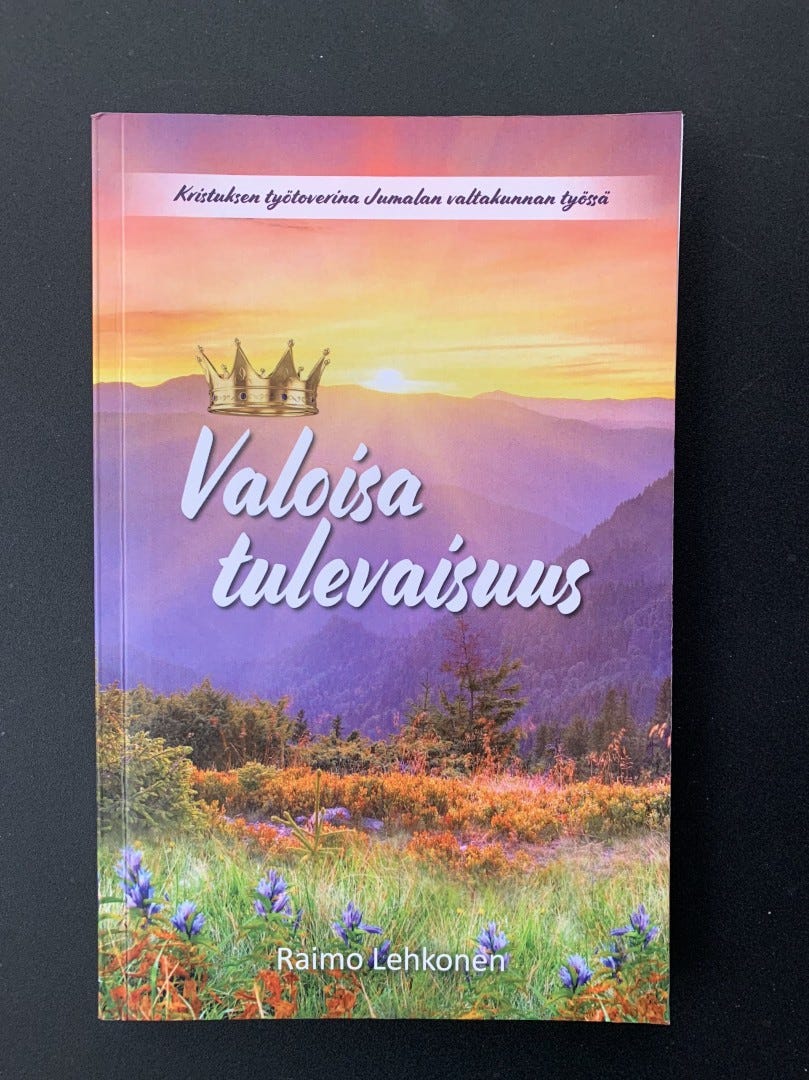 Kristuksen työtoverina Jumalan valtakunnan työssä
Valoisa
tulevaisuus
Raimo Lehkonen